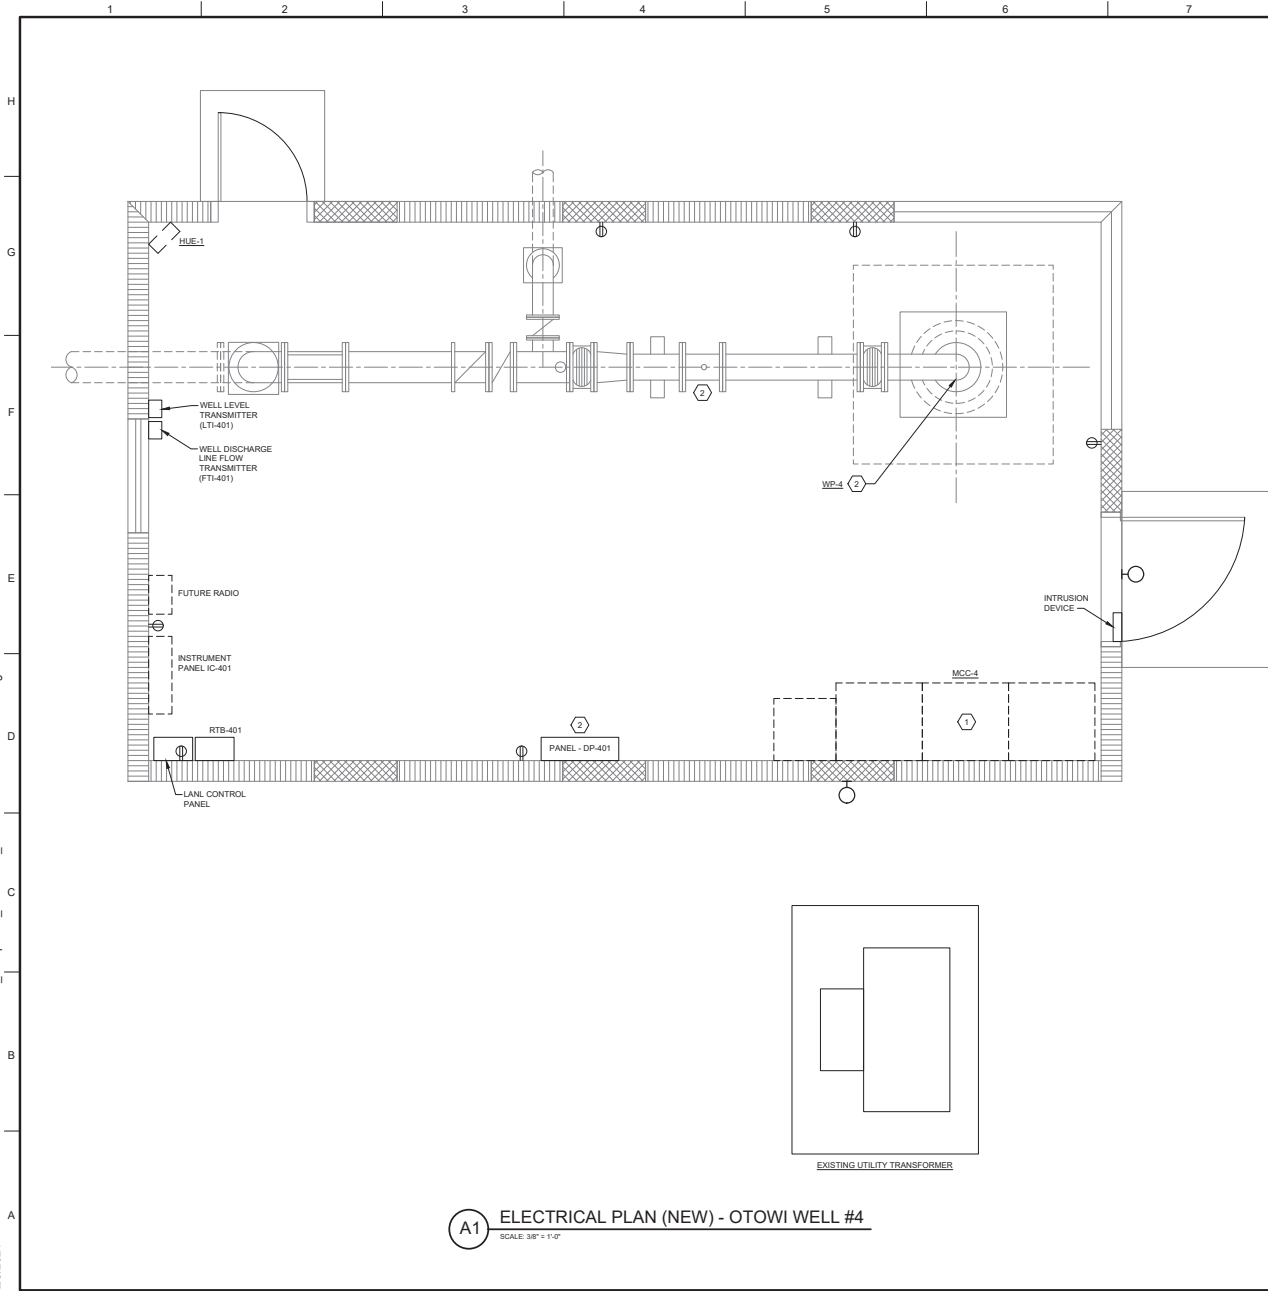 1 2 3 4 5 6 7
H
HUE-1
G
2
WELL LEVEL
TRANSMITTER
(LTI-401)
F
WELL DISCHARGE
LINE FLOW
TRANSMITTER
(FTI-401)
WP-4 2
E
FUTURE RADIO
INTRUSION
DEVICE
INSTRUMENT
PANEL IC-401
MCC-4
1
2
RTB-401
D
PANEL - DP-401
LANL CONTROL
PANEL
C
B
EXISTING UTILITY TRANSFORMER
A
A1 ELECTRICAL PLAN (NEW) - OTOWI WELL #4
SCALE: 3/8" = 1'-0"